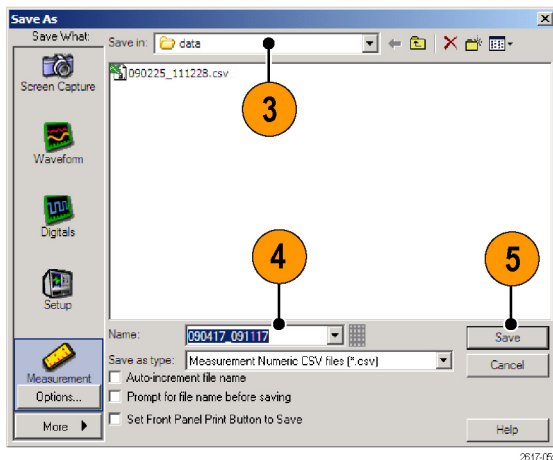 Save As
Save What:
Save in: data
Screen Capture
090225_111228.csv
3
Waveform
Digitals
4
5
Setup
Name: 090417_091117
Save
Save as type: Measurement Numeric CSV files (*.csv)
Cancel
Measurement
Auto-increment file name
Options...
Prompt for file name before saving
Set Front Panel Print Button to Save
More
Help
2617-05